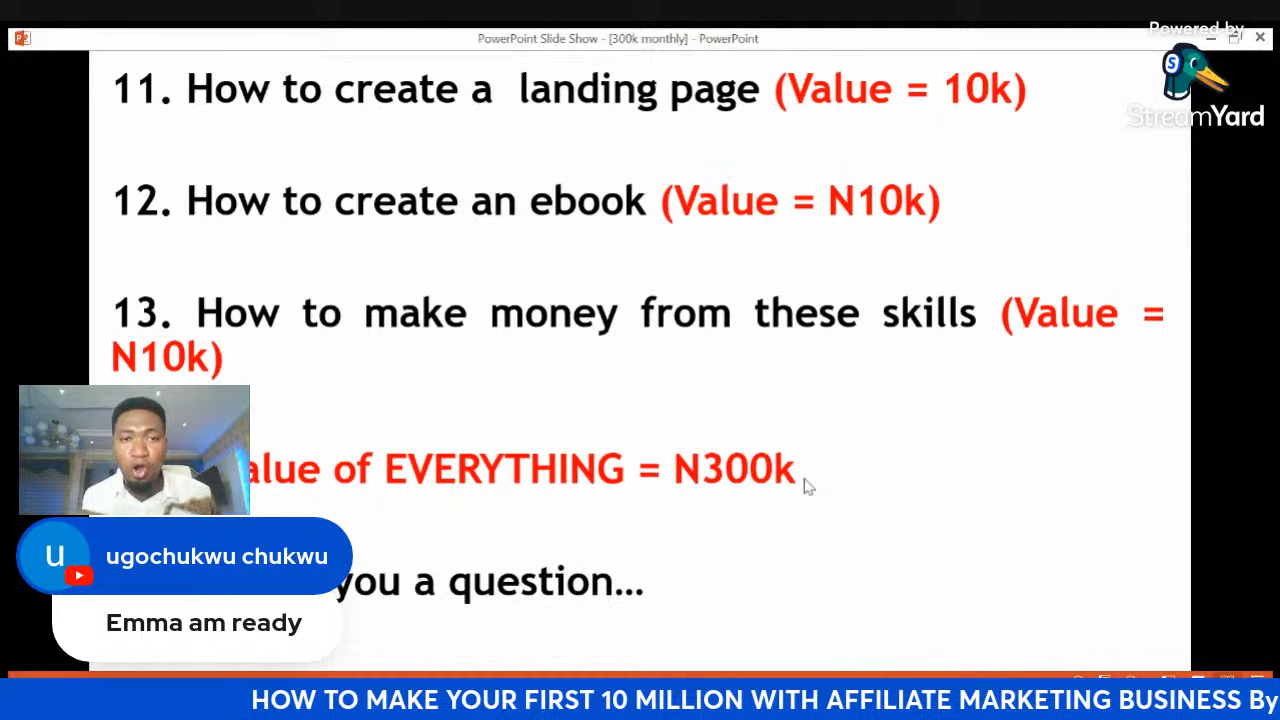 Powered by
PowerPoint Slide Show - [300k monthly] - PowerPoint
StreamYard
11. How to create a landing page (Value = 10k)
12. How to create an ebook (Value = N10k)
13. How to make money from these skills (Value =
N10k)
alue of EVERYTHING = N300k
you a question...
u ugochukwu chukwu
Emma am ready
HOW TO MAKE YOUR FIRST 10 MILLION WITH AFFILIATE MARKETING BUSINESS By